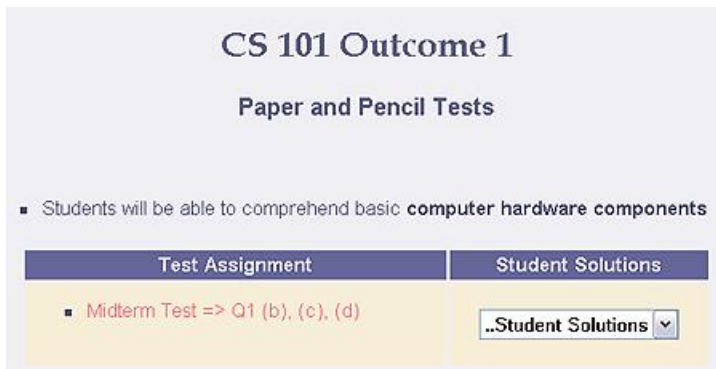 CS 101 Outcome 1
Paper and Pencil Tests
Students will be able to comprehend basic computer hardware components
Test Assignment
Student Solutions
Midterm Test => Q1 (b), (c), (d)
..Student Solutions